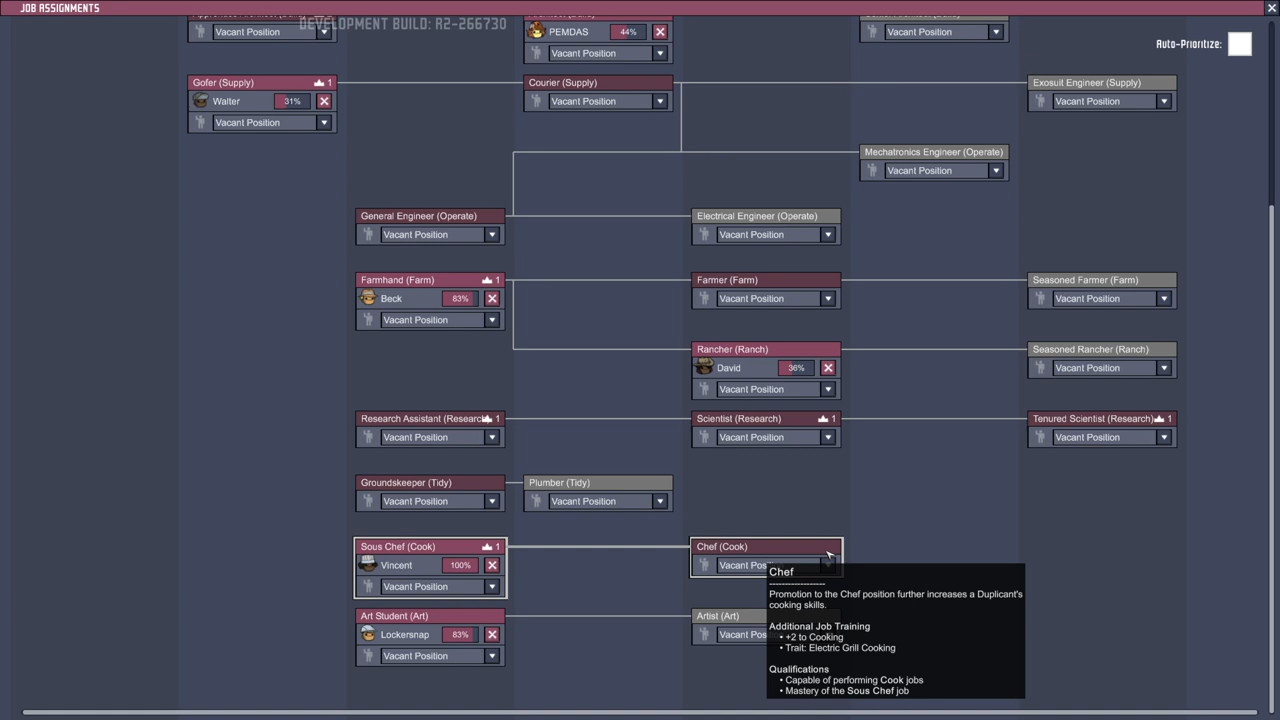 JOB ASSIGNMENTS
DEVELOPMENT BUILD: R2-266730
Auto-Prioritize:
Vacant Position
PEMDAS 44%
Vacant Position
Vacant Position
Gofer (Supply) 1
Walter 31%
Vacant Position
Courier (Supply)
Vacant Position
Exosuit Engineer (Supply)
Vacant Position
Mechatronics Engineer (Operate)
Vacant Position
General Engineer (Operate)
Vacant Position
Electrical Engineer (Operate)
Vacant Position
Farmhand (Farm) 1
Beck 83%
Vacant Position
Farmer (Farm)
Vacant Position
Seasoned Farmer (Farm)
Vacant Position
Rancher (Ranch)
David 36%
Vacant Position
Seasoned Rancher (Ranch)
Vacant Position
Research Assistant (Research 1
Vacant Position
Scientist (Research) 1
Vacant Position
Tenured Scientist (Research) 1
Vacant Position
Groundskeeper (Tidy)
Vacant Position
Plumber (Tidy)
Vacant Position
Sous Chef (Cook) 1
Vincent 100%
Vacant Position
Chef (Cook)
Vacant Pos
Art Student (Art) 1
Lockersnap 83%
Vacant Position
Artist (Art)
Vacant Pos
Chef
Promotion to the Chef position further increases a Duplicant's
cooking skills.
Additional Job Training
• +2 to Cooking
• Trait: Electric Grill Cooking
Qualifications
• Capable of performing Cook jobs
• Mastery of the Sous Chef job